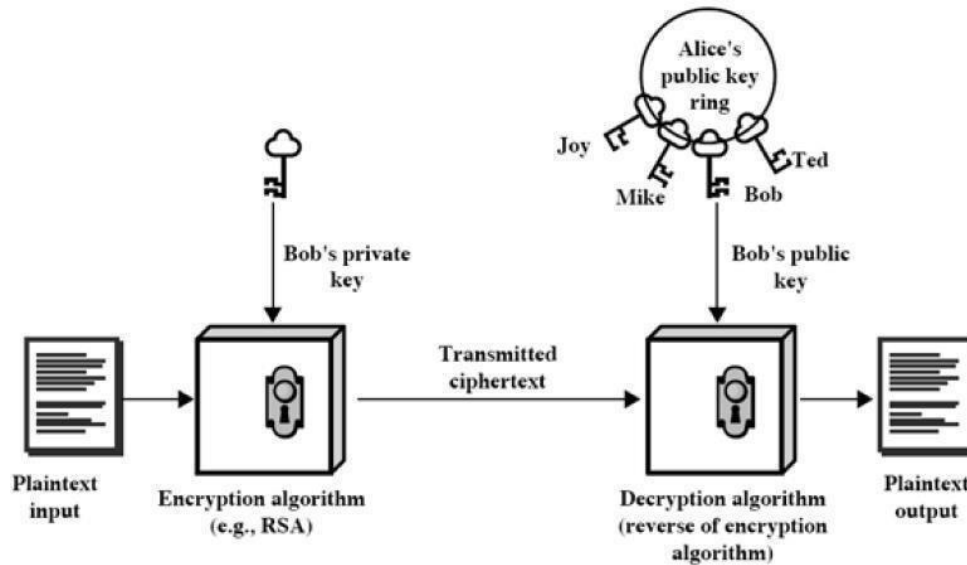 Alice's
public key
ring
Joy
Mike
Bob
Ted
Bob's private
key
Bob's public
key
Transmitted
ciphertext
Plaintext
input
Encryption algorithm
(e.g., RSA)
Decryption algorithm
(reverse of encryption
algorithm)
Plaintext
output